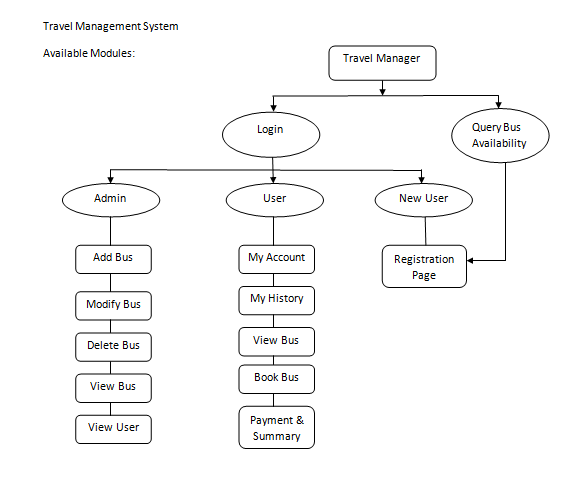 Travel Management System
Available Modules:
Travel Manager
Login
Query Bus
Availability
Admin
User
New User
Add Bus
Modify Bus
Delete Bus
View Bus
View User
My Account
My History
View Bus
Book Bus
Payment &
Summary
Registration
Page